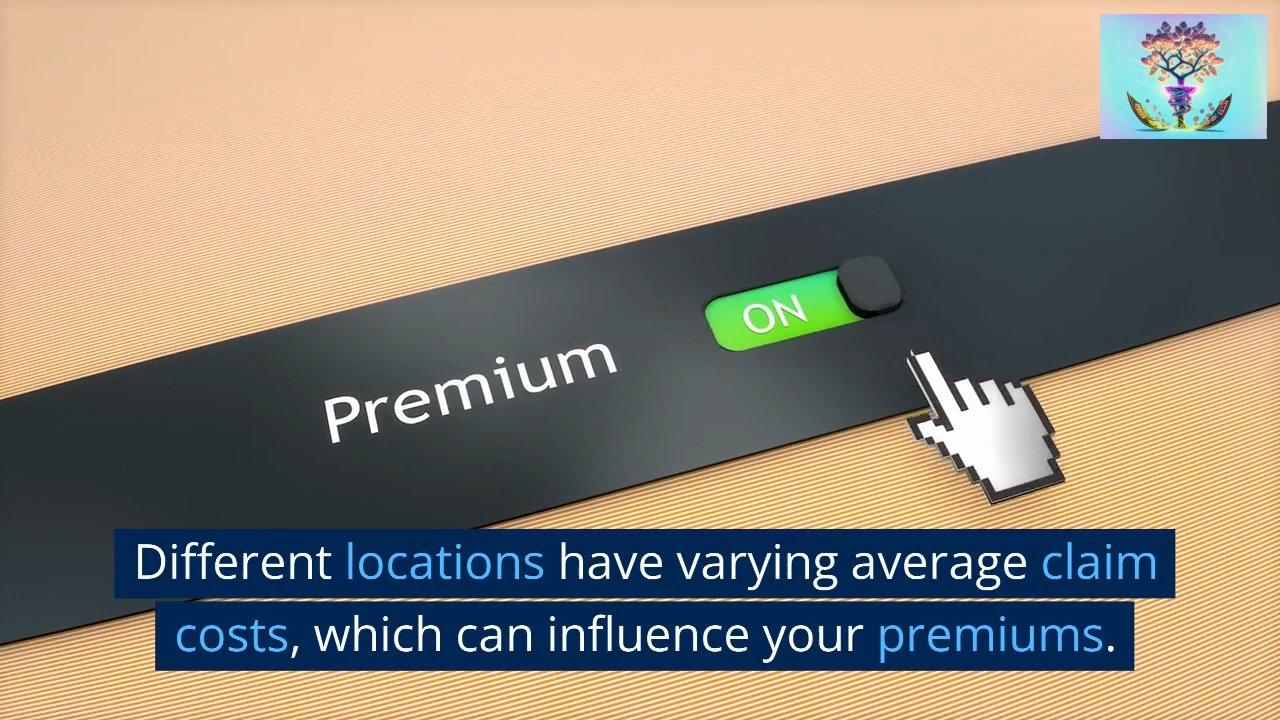 Premium
ON
Different locations have varying average claim
costs, which can influence your premiums.